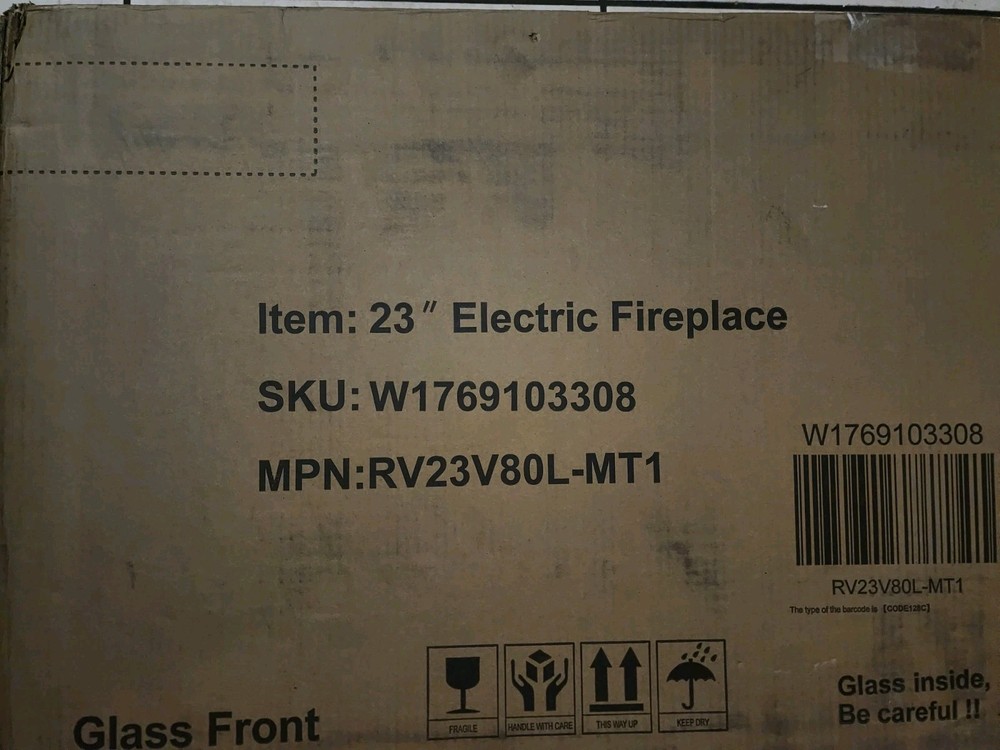 Item: 23" Electric Fireplace
SKU: W1769103308
MPN:RV23V80L-MT1
W1769103308
RV23V80L-MT1
The type of the barcode is 【CODE128C】
FRAGILE
HANDLE WITH CARE
THIS WAY UP
KEEP DRY
Glass inside,
Be careful !!
Glass Front